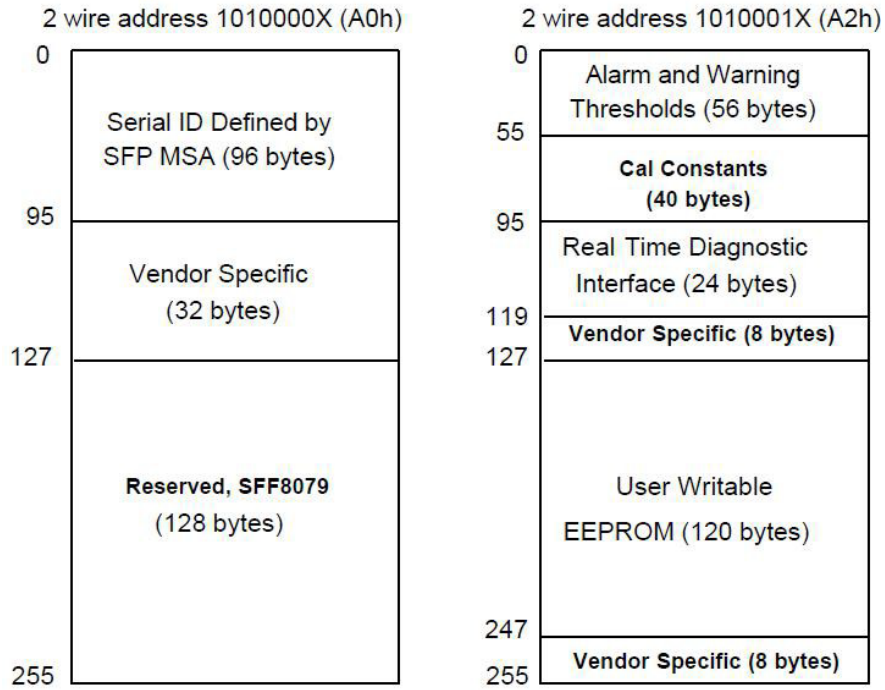 2 wire address 1010000X (A0h)
0
Serial ID Defined by
SFP MSA (96 bytes)
95
Vendor Specific
(32 bytes)
127
Reserved, SFF8079
(128 bytes)
255
2 wire address 1010001X (A2h)
0
Alarm and Warning
Thresholds (56 bytes)
55
Cal Constants
(40 bytes)
95
Real Time Diagnostic
Interface (24 bytes)
119
Vendor Specific (8 bytes)
127
User Writable
EEPROM (120 bytes)
247
Vendor Specific (8 bytes)
255